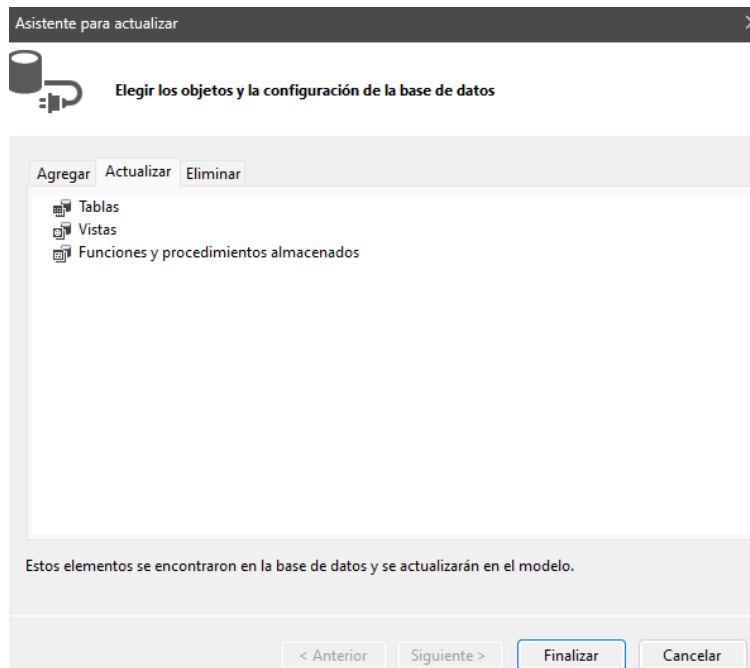 Asistente para actualizar
Elegir los objetos y la configuración de la base de datos
Agregar Actualizar Eliminar
Tablas
Vistas
Funciones y procedimientos almacenados
Estos elementos se encontraron en la base de datos y se actualizarán en el modelo.
< Anterior Siguiente > Finalizar Cancelar